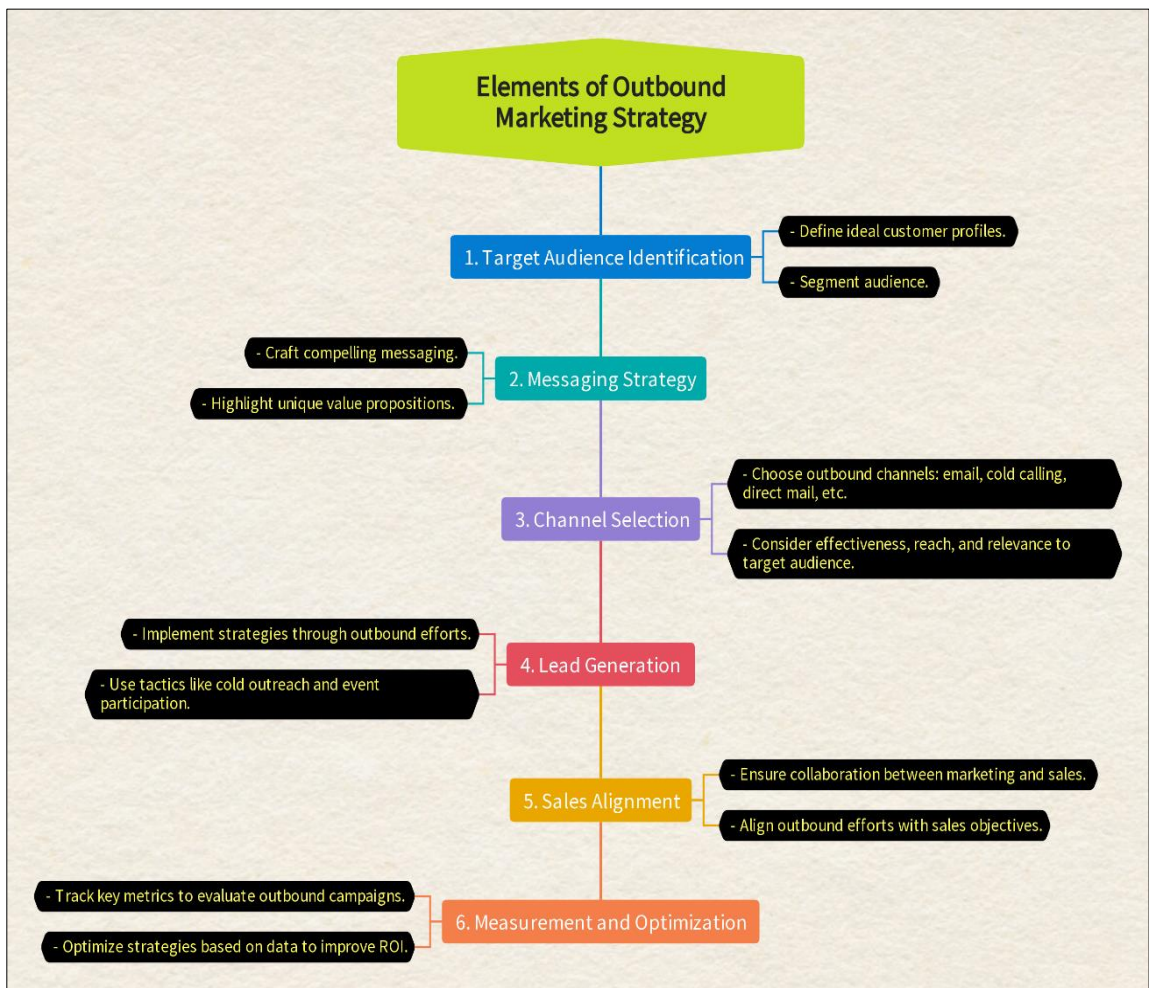 Elements of Outbound
Marketing Strategy
1. Target Audience Identification
- Define ideal customer profiles.
- Segment audience.
2. Messaging Strategy
- Craft compelling messaging.
- Highlight unique value propositions.
3. Channel Selection
- Choose outbound channels: email, cold calling,
direct mail, etc.
- Consider effectiveness, reach, and relevance to
target audience.
4. Lead Generation
- Implement strategies through outbound efforts.
- Use tactics like cold outreach and event
participation.
5. Sales Alignment
- Ensure collaboration between marketing and sales.
- Align outbound efforts with sales objectives.
6. Measurement and Optimization
- Track key metrics to evaluate outbound campaigns.
- Optimize strategies based on data to improve ROI.